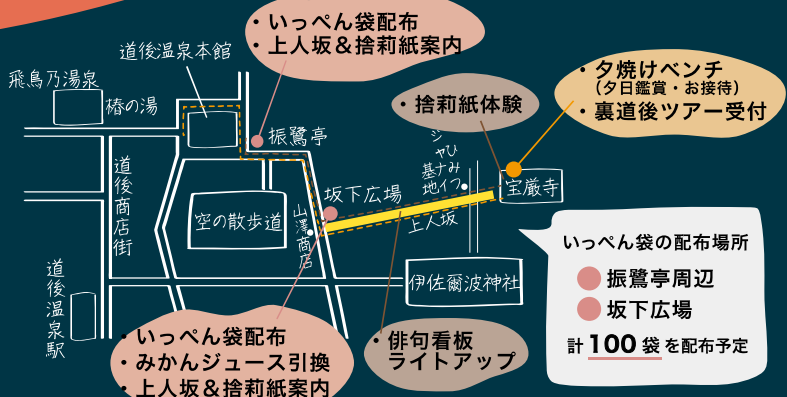 ・いっぺん袋配布
・上人坂＆捨莉紙案内
道後温泉本館
飛鳥乃湯泉
椿の湯
振鷺亭
・捨莉紙体験
・夕焼けベンチ
（夕日鑑賞・お接待）
・裏道後ツアー受付
ひみつ
ジャナイ
基地
宝厳寺
坂下広場
上人坂
道後商店街
空の散歩道
山澤商店
伊佐爾波神社
道後温泉駅
・いっぺん袋配布
・みかんジュース引換
・上人坂＆捨莉紙案内
・俳句看板
ライトアップ
いっぺん袋の配布場所
振鷺亭周辺
坂下広場
計 100 袋 を配布予定